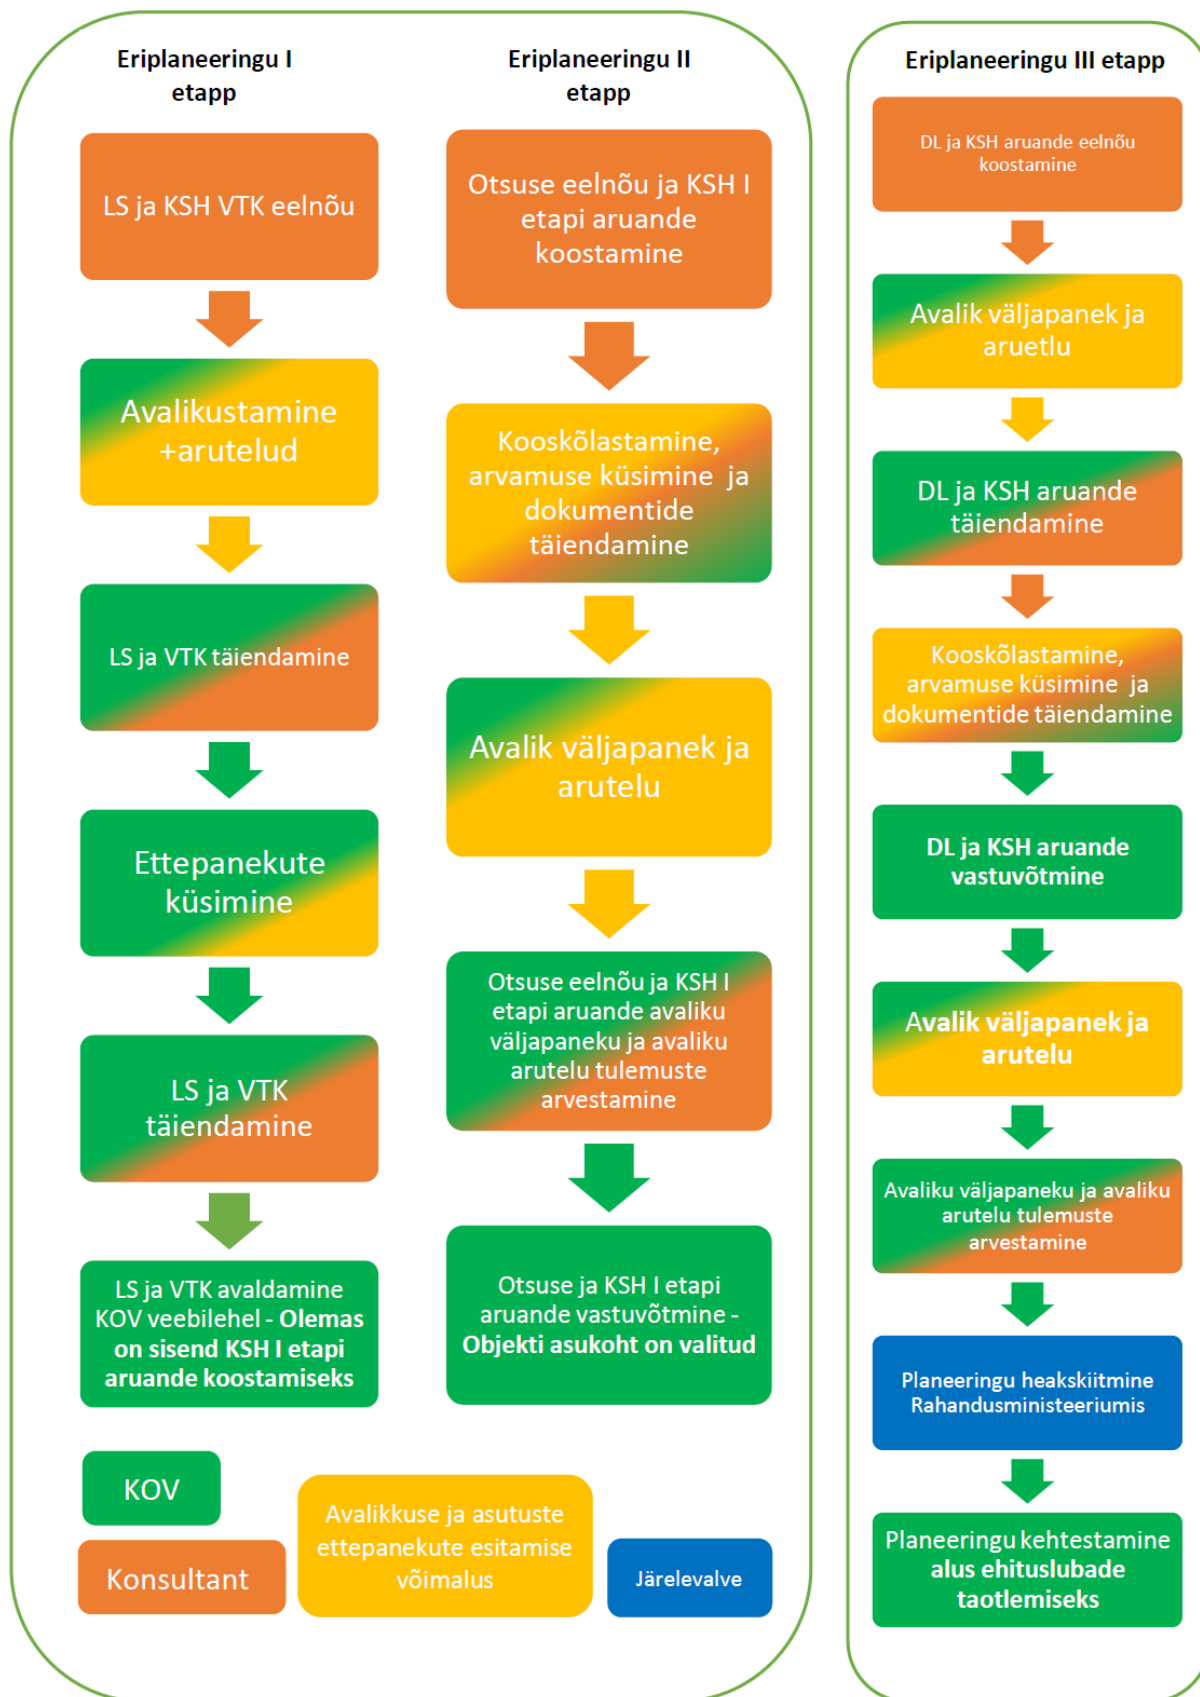 Eriplaneeringu I
etapp
LS ja KSH VTK eelnõu
Avalikustamine
+arutelud
LS ja VTK täiendamine
Ettepanekute
küsimine
LS ja VTK
täiendamine
LS ja VTK avaldamine
KOV veebilehel - Olemas
on sisend KSH I etapi
aruande koostamiseks
Eriplaneeringu II
etapp
Otsuse eelnõu ja KSH I
etapi aruande
koostamine
Kooskõlastamine,
arvamuse küsimine ja
dokumentide
täiendamine
Avalik väljapanek ja
arutelu
Otsuse eelnõu ja KSH I
etapi aruande avaliku
väljapaneku ja avaliku
arutelu tulemuste
arvestamine
Otsuse ja KSH I etapi
aruande vastuvõtmine -
Objekti asukoht on valitud
KOV
Konsultant
Avalikkuse ja asutuste
ettepanekute esitamise
võimalus
Järelevalve
Eriplaneeringu III etapp
DL ja KSH aruande eelnõu
koostamine
Avalik väljapanek ja
aruetlu
DL ja KSH aruande
täiendamine
Kooskõlastamine,
arvamuse küsimine ja
dokumentide täiendamine
DL ja KSH aruande
vastuvõtmine
Avalik väljapanek ja
arutelu
Avaliku väljapaneku ja avaliku
arutelu tulemuste
arvestamine
Planeeringu heakskiitmine
Rahandusministeeriumis
Planeeringu kehtestamine
alus ehituslubade
taotlemiseks